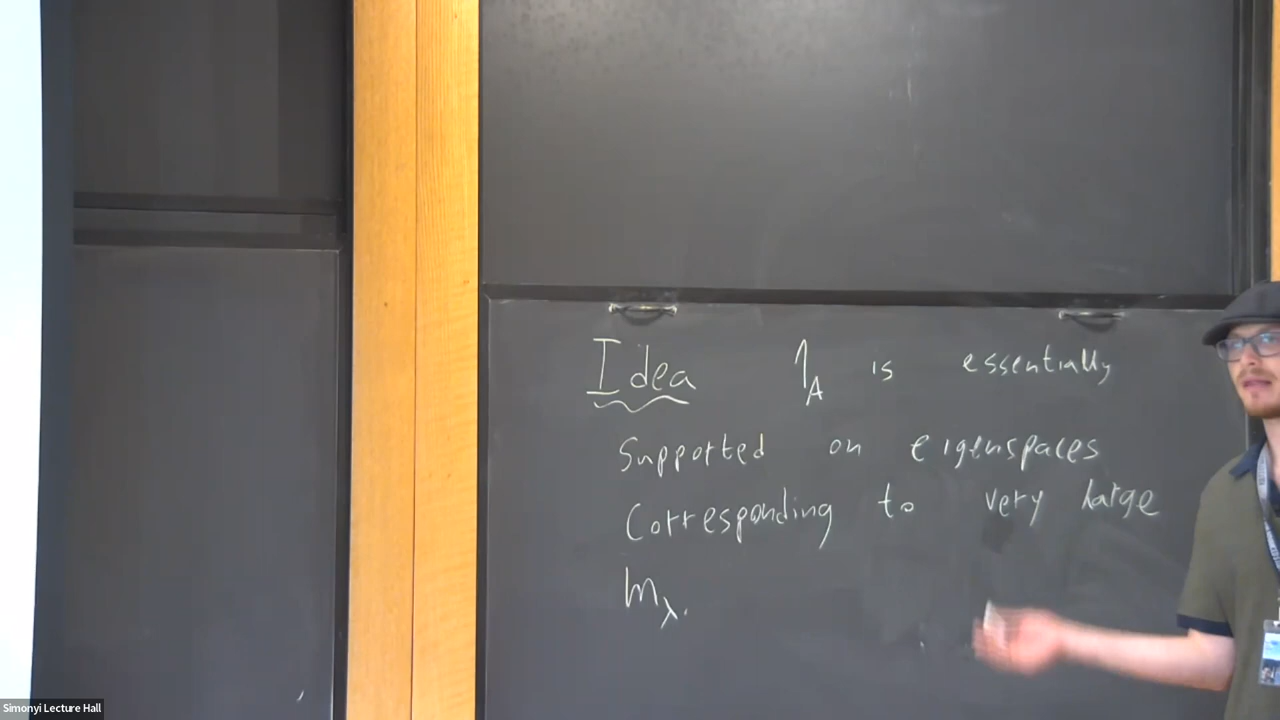 Idea 1_A is essentially
Supported on eigenspaces
Corresponding to very large
m_λ.
Simonyi Lecture Hall